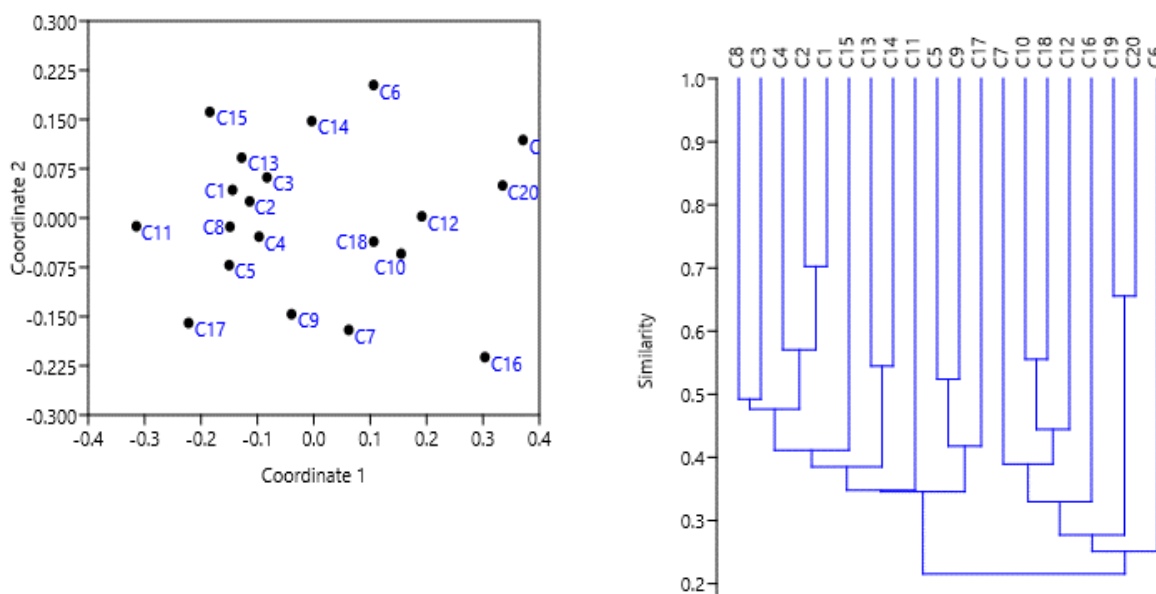 0.300
0.225
0.150
0.075
0.000
-0.075
-0.150
-0.225
-0.300
Coordinate 2
-0.4 -0.3 -0.2 -0.1 0.0 0.1 0.2 0.3 0.4
Coordinate 1
C6
C15
C14
C
C13
C3
C1
C20
C2
C12
C8
C11
C4
C18
C10
C5
C17
C9
C7
C16
C8 C3 C4 C2 C1 C15 C13 C14 C11 C5 C9 C17 C7 C10 C18 C12 C16 C19 C20 C6
1.0
0.9
0.8
0.7
0.6
0.5
0.4
0.3
0.2
Similarity